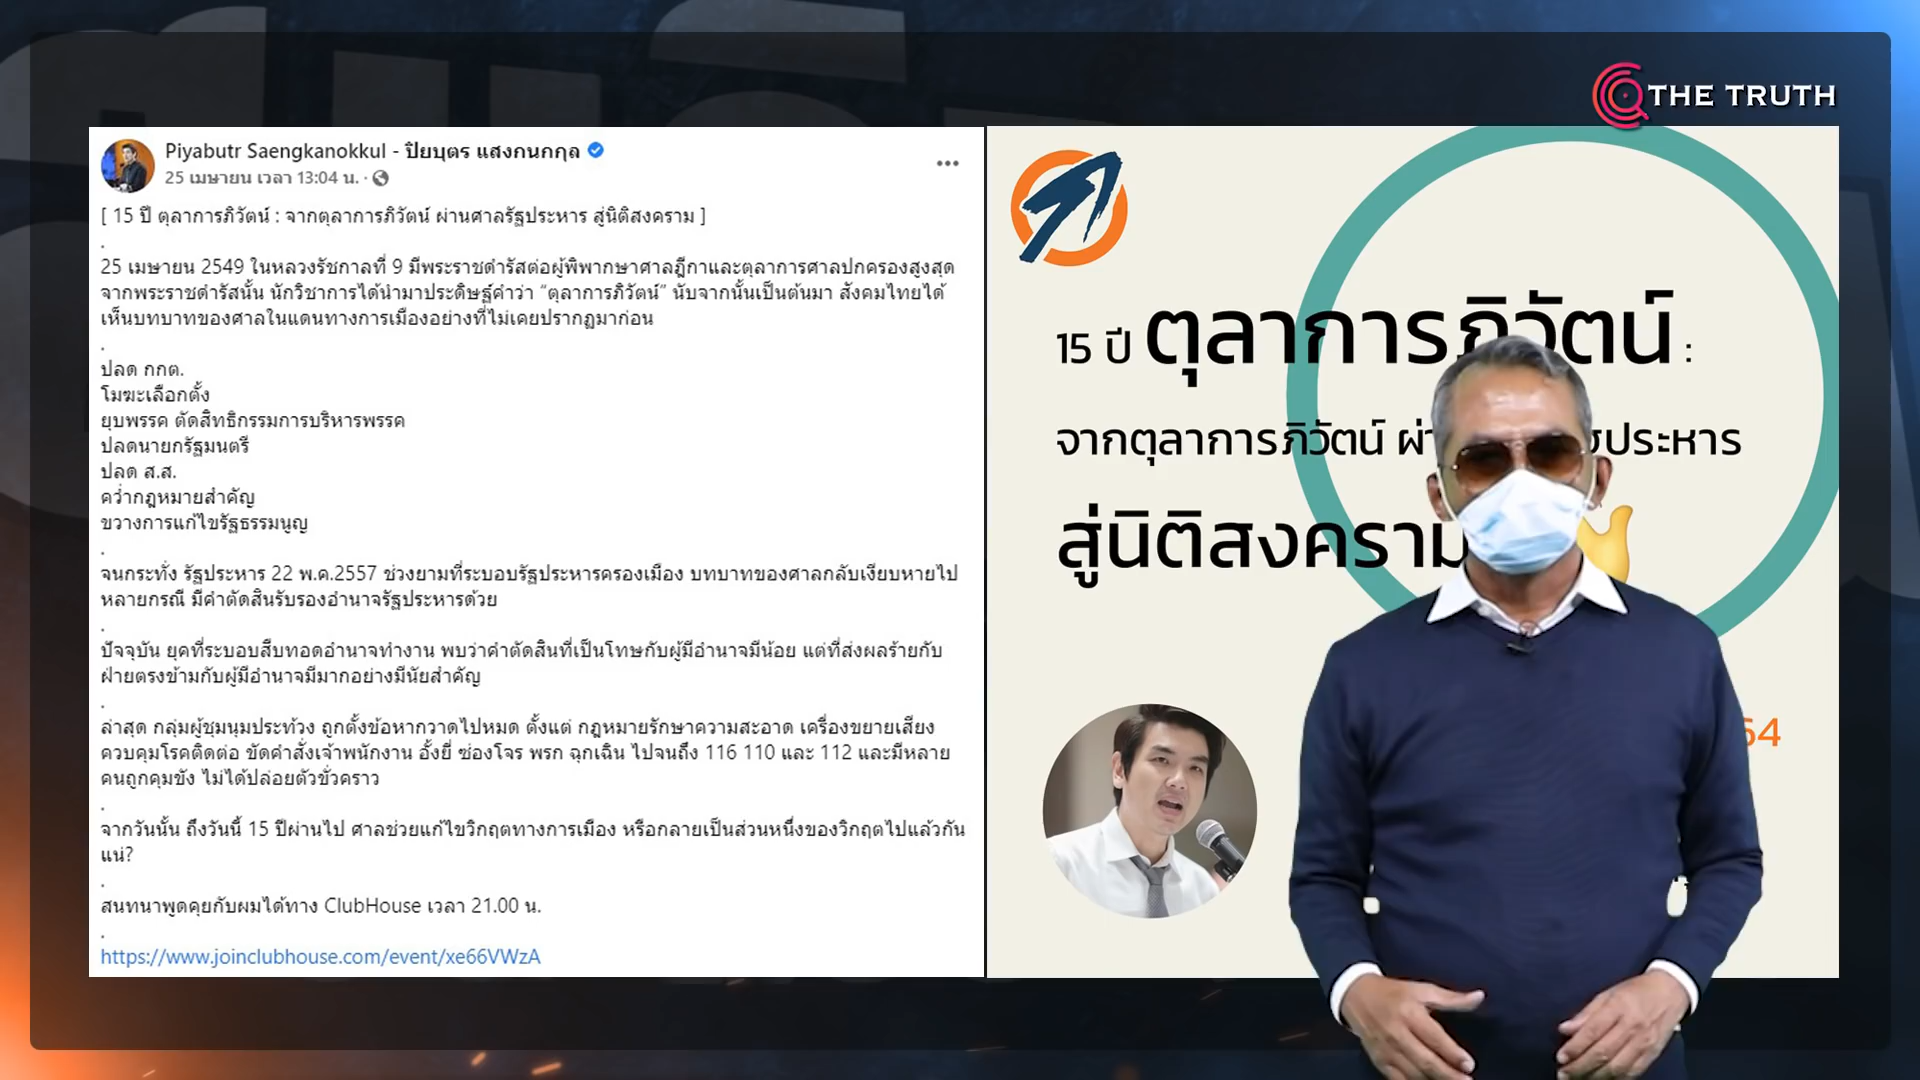 THE TRUTH
Piyabutr Saengkanokkul - ปิยบุตร แสงกนกกุล
25 เมษายน เวลา 13:04 น. ·
[ 15 ปี ตุลาการภิวัตน์ : จากตุลาการภิวัตน์ ผ่านศาลรัฐประหาร สู่นิติสงคราม ]
.
25 เมษายน 2549 ในหลวงรัชกาลที่ 9 มีพระราชดำรัสต่อผู้พิพากษาศาลฎีกาและตุลาการศาลปกครองสูงสุด
จากพระราชดำรัสนั้น นักวิชาการได้นำมาประดิษฐ์คำว่า “ตุลาการภิวัตน์” นับจากนั้นเป็นต้นมา สังคมไทยได้
เห็นบทบาทของศาลในแดนทางการเมืองอย่างที่ไม่เคยปรากฏมาก่อน
.
ปลด กกต.
โมฆะเลือกตั้ง
ยุบพรรค ตัดสิทธิกรรมการบริหารพรรค
ปลดนายกรัฐมนตรี
ปลด ส.ส.
คว่ำกฎหมายสำคัญ
ขวางการแก้ไขรัฐธรรมนูญ
.
จนกระทั่ง รัฐประหาร 22 พ.ค.2557 ช่วงยามที่ระบอบรัฐประหารครองเมือง บทบาทของศาลกลับเงียบหายไป
หลายกรณี มีคำตัดสินรับรองอำนาจรัฐประหารด้วย
.
ปัจจุบัน ยุคที่ระบอบสืบทอดอำนาจทำงาน พบว่าคำตัดสินที่เป็นโทษกับผู้มีอำนาจมีน้อย แต่ที่ส่งผลร้ายกับ
ฝ่ายตรงข้ามกับผู้มีอำนาจมีมากอย่างมีนัยสำคัญ
.
ล่าสุด กลุ่มผู้ชุมนุมประท้วง ถูกตั้งข้อหากวาดไปหมด ตั้งแต่ กฎหมายรักษาความสะอาด เครื่องขยายเสียง
ควบคุมโรคติดต่อ ขัดคำสั่งเจ้าพนักงาน อั้งยี่ ซ่องโจร พรก ฉุกเฉิน ไปจนถึง 116 110 และ 112 และมีหลาย
คนถูกคุมขัง ไม่ได้ปล่อยตัวชั่วคราว
.
จากวันนั้น ถึงวันนี้ 15 ปีผ่านไป ศาลช่วยแก้ไขวิกฤตทางการเมือง หรือกลายเป็นส่วนหนึ่งของวิกฤตไปแล้วกัน
แน่?
.
สนทนาพูดคุยกับผมได้ทาง ClubHouse เวลา 21.00 น.
.
https://www.joinclubhouse.com/event/xe66VWzA
15 ปี ตุลาการภิวัตน์ :
จากตุลาการภิวัตน์ ผ่ ประหาร
สู่นิติสงคราม
64